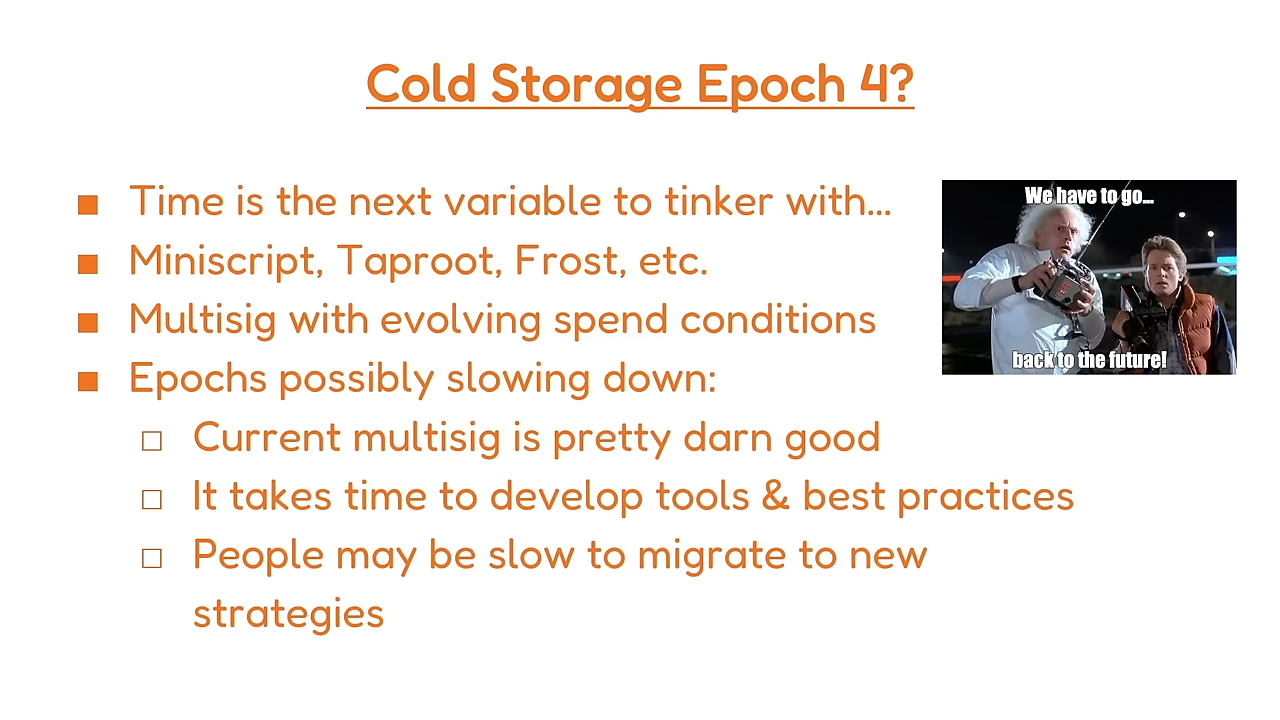 Cold Storage Epoch 4?
■ Time is the next variable to tinker with...
■ Miniscript, Taproot, Frost, etc.
■ Multisig with evolving spend conditions
■ Epochs possibly slowing down:
□ Current multisig is pretty darn good
□ It takes time to develop tools & best practices
□ People may be slow to migrate to new
strategies
We have to go...
back to the future!